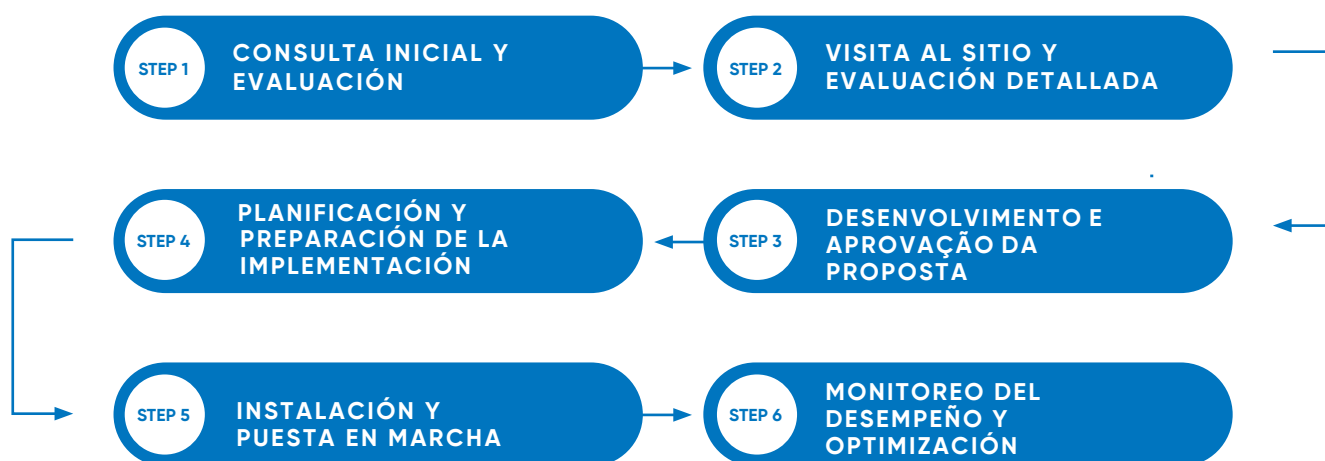 STEP 1
CONSULTA INICIAL Y
EVALUACIÓN
STEP 2
VISITA AL SITIO Y
EVALUACIÓN DETALLADA
STEP 3
DESENVOLVIMENTO E
APROVAÇÃO DA
PROPOSTA
STEP 4
PLANIFICACIÓN Y
PREPARACIÓN DE LA
IMPLEMENTACIÓN
STEP 5
INSTALACIÓN Y
PUESTA EN MARCHA
STEP 6
MONITOREO DEL
DESEMPEÑO Y
OPTIMIZACIÓN